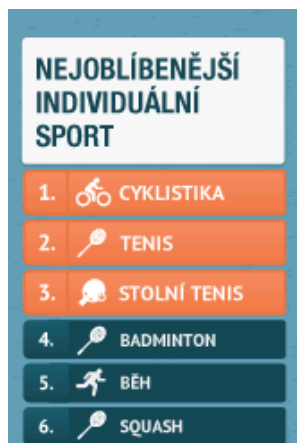 NEJOBLÍBENĚJŠÍ
INDIVIDUÁLNÍ
SPORT
1. CYKLISTIKA
2. TENIS
3. STOLNÍ TENIS
4. BADMINTON
5. BĚH
6. SQUASH